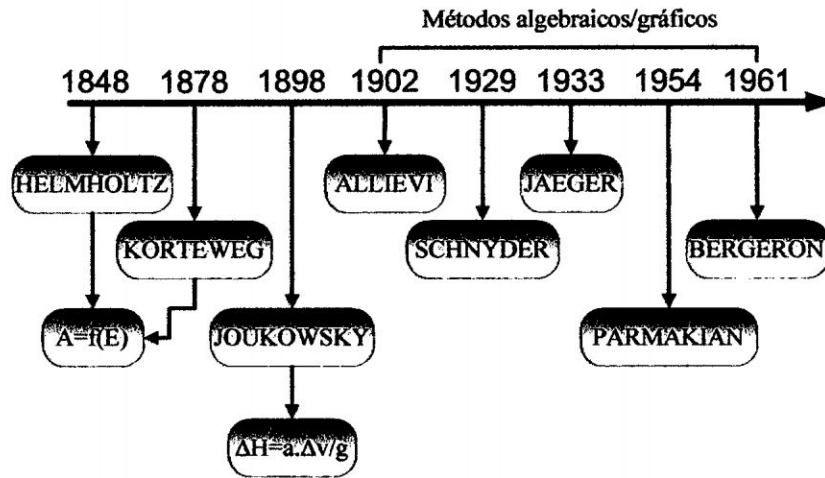 Métodos algebraicos/gráficos
1848 1878 1898 1902 1929 1933 1954 1961
HELMHOLTZ ALLIEVI JAEGER
KORTEWEG SCHNYDER BERGERON
A=f(E) JOUKOWSKY PARMAKIAN
ΔH=a.Δv/g